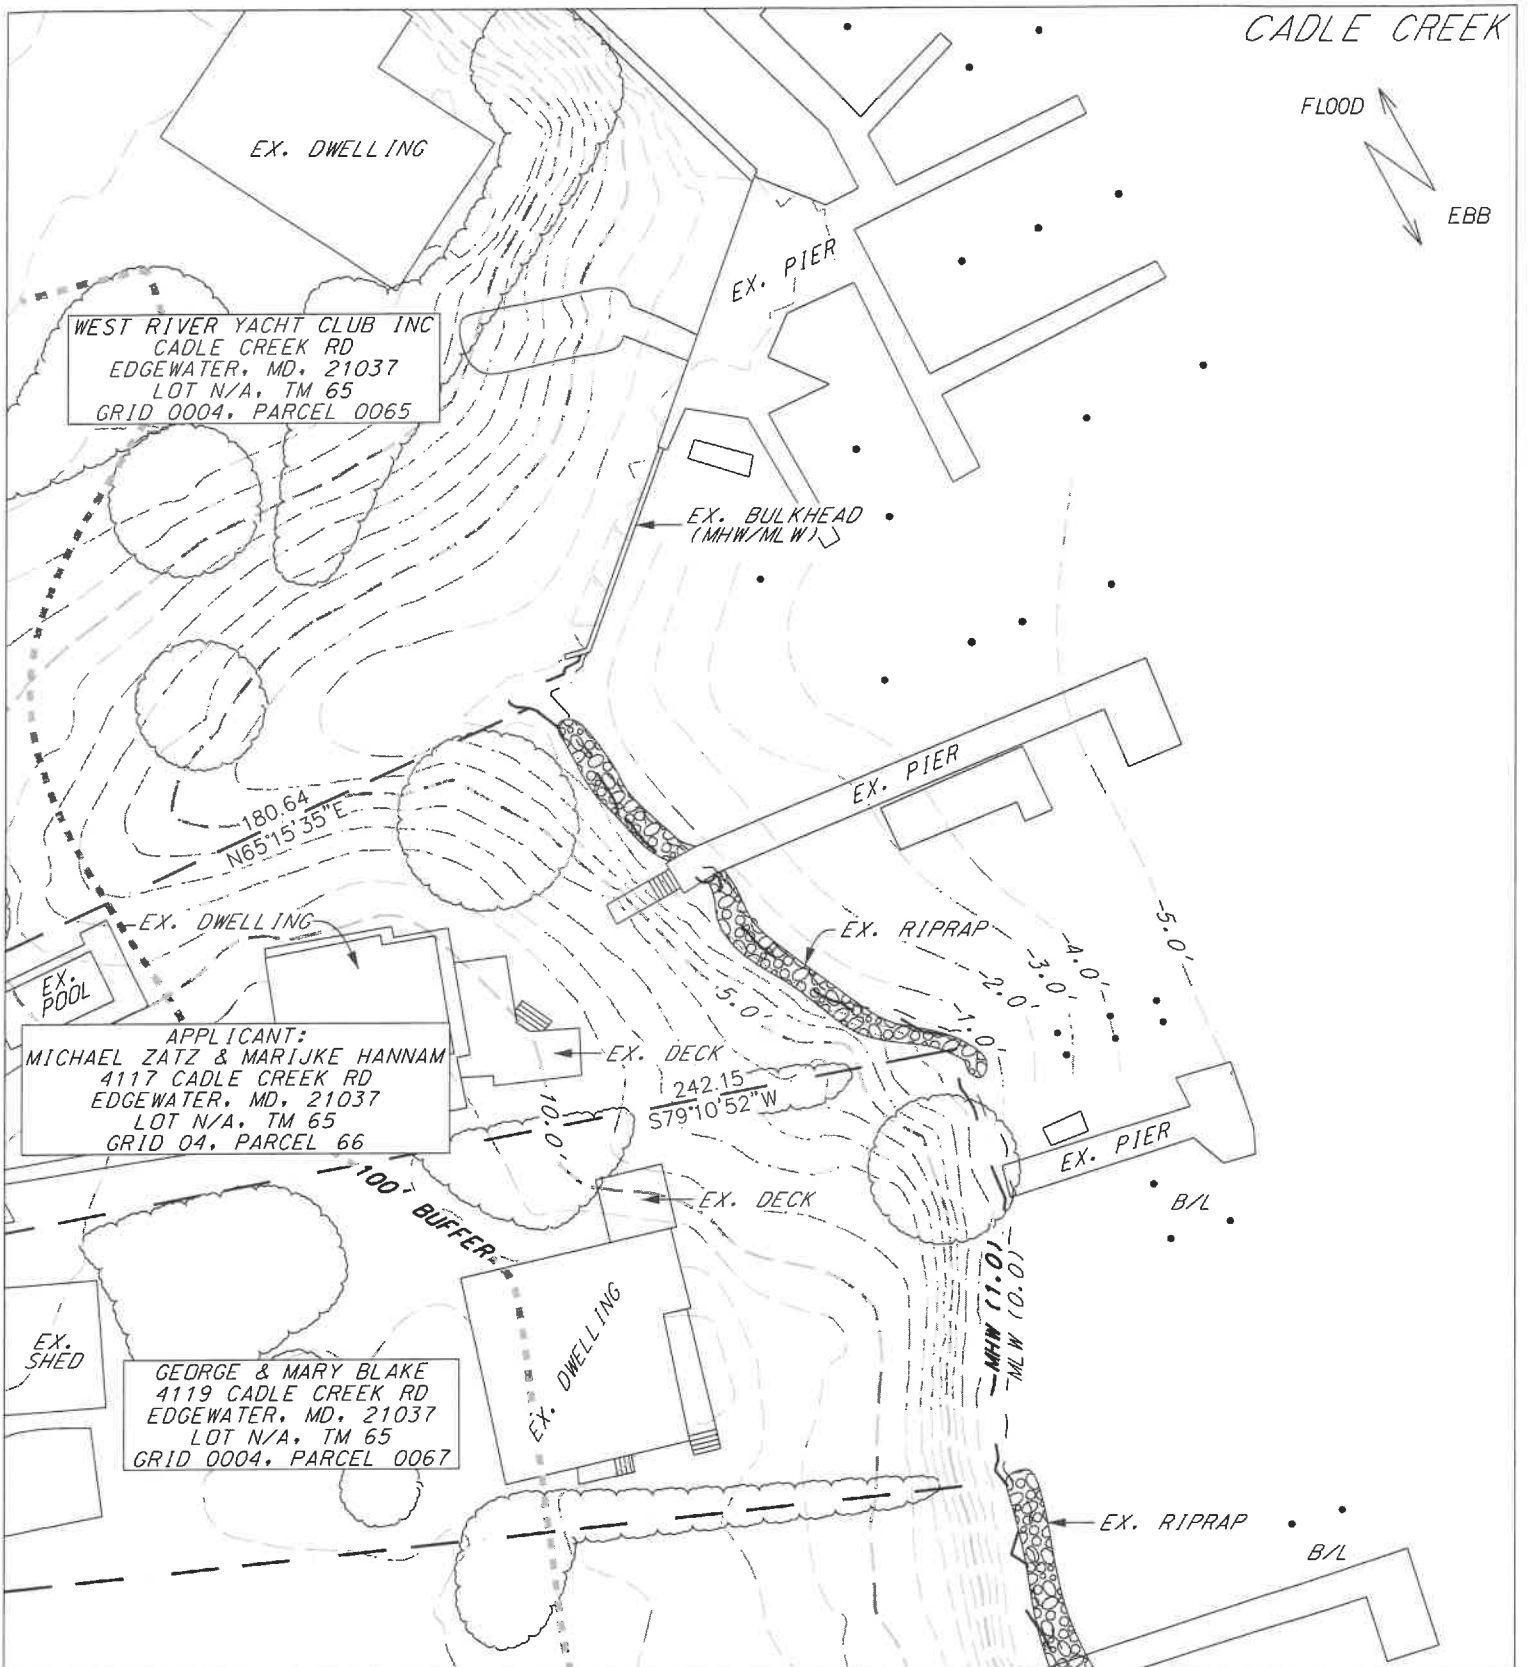 CADLE CREEK
FLOOD
EBB
EX. DWELLING
EX. PIER
WEST RIVER YACHT CLUB INC
CADLE CREEK RD
EDGEWATER, MD, 21037
LOT N/A, TM 65
GRID 0004, PARCEL 0065
EX. BULKHEAD
(MHW/MLW)
EX. PIER
180.64
N65°15'35"E
EX. DWELLING
EX. RIPRAP
-5.0'
-4.0'
-3.0'
-2.0'
-1.0'
5.0'
EX.
POOL
APPLICANT:
MICHAEL ZATZ & MARIJKE HANNAM
4117 CADLE CREEK RD
EDGEWATER, MD, 21037
LOT N/A, TM 65
GRID 04, PARCEL 66
EX. DECK
242.15
S79°10'52"W
10.0'
EX. PIER
100' BUFFER
EX. DECK
B/L
MHW (1.0)
MLW (0.0)
EX. DWELLING
EX.
SHED
GEORGE & MARY BLAKE
4119 CADLE CREEK RD
EDGEWATER, MD, 21037
LOT N/A, TM 65
GRID 0004, PARCEL 0067
EX. RIPRAP
B/L